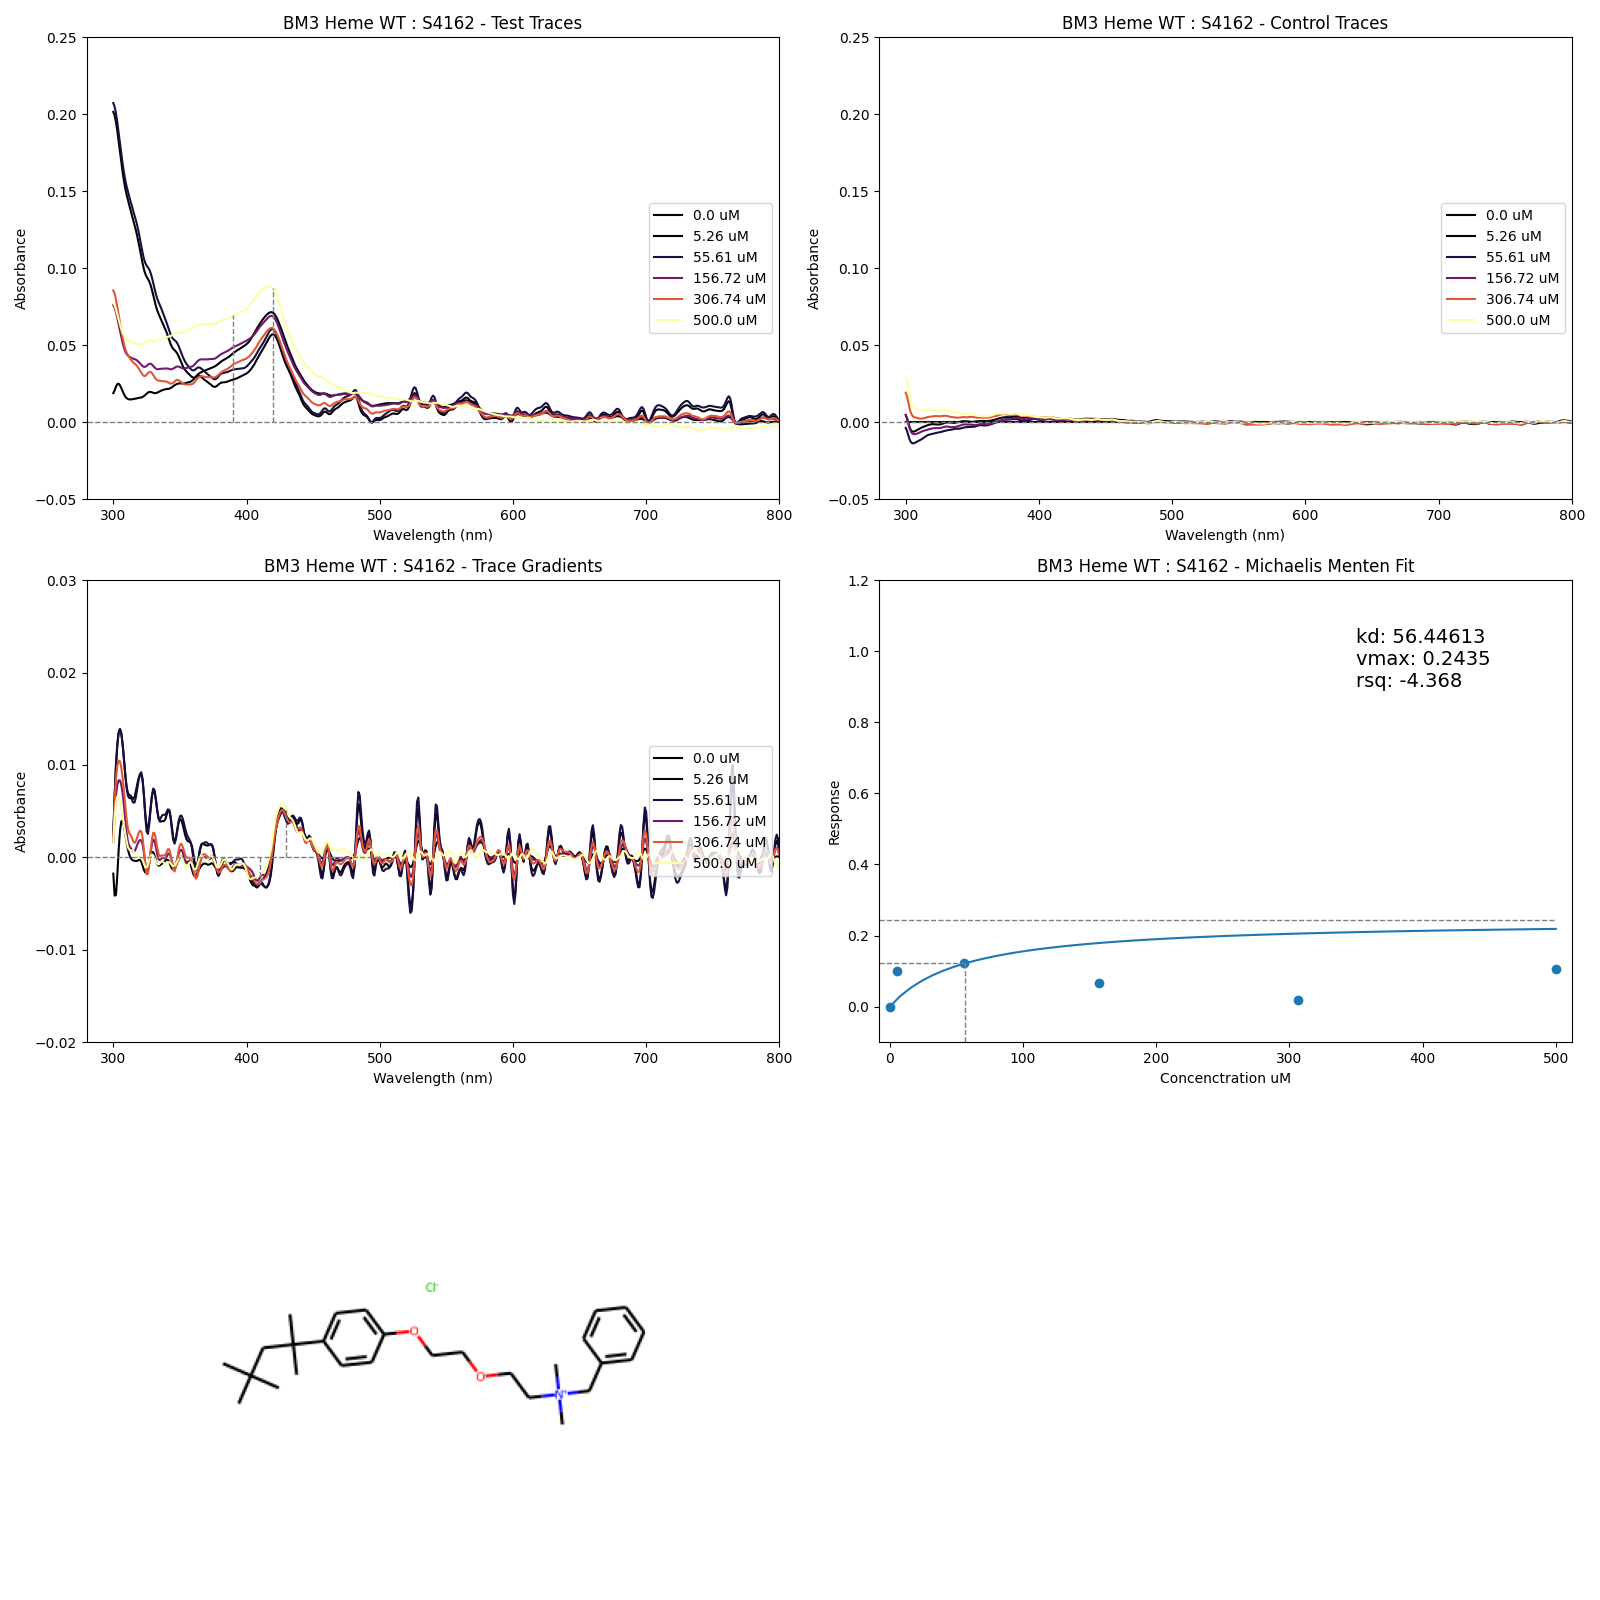 BM3 Heme WT : S4162 - Test Traces
0.25
0.20
0.15
0.10
0.05
0.00
−0.05
Absorbance
300
400
500
600
700
800
Wavelength (nm)
0.0 uM
5.26 uM
55.61 uM
156.72 uM
306.74 uM
500.0 uM
BM3 Heme WT : S4162 - Control Traces
0.25
0.20
0.15
0.10
0.05
0.00
−0.05
Absorbance
300
400
500
600
700
800
Wavelength (nm)
0.0 uM
5.26 uM
55.61 uM
156.72 uM
306.74 uM
500.0 uM
BM3 Heme WT : S4162 - Trace Gradients
0.03
0.02
0.01
0.00
−0.01
−0.02
Absorbance
300
400
500
600
700
800
Wavelength (nm)
0.0 uM
5.26 uM
55.61 uM
156.72 uM
306.74 uM
500.0 uM
BM3 Heme WT : S4162 - Michaelis Menten Fit
1.2
1.0
0.8
0.6
0.4
0.2
0.0
Response
kd: 56.44613
vmax: 0.2435
rsq: -4.368
0
100
200
300
400
500
Concenctration uM
Cl-
O
O
N+